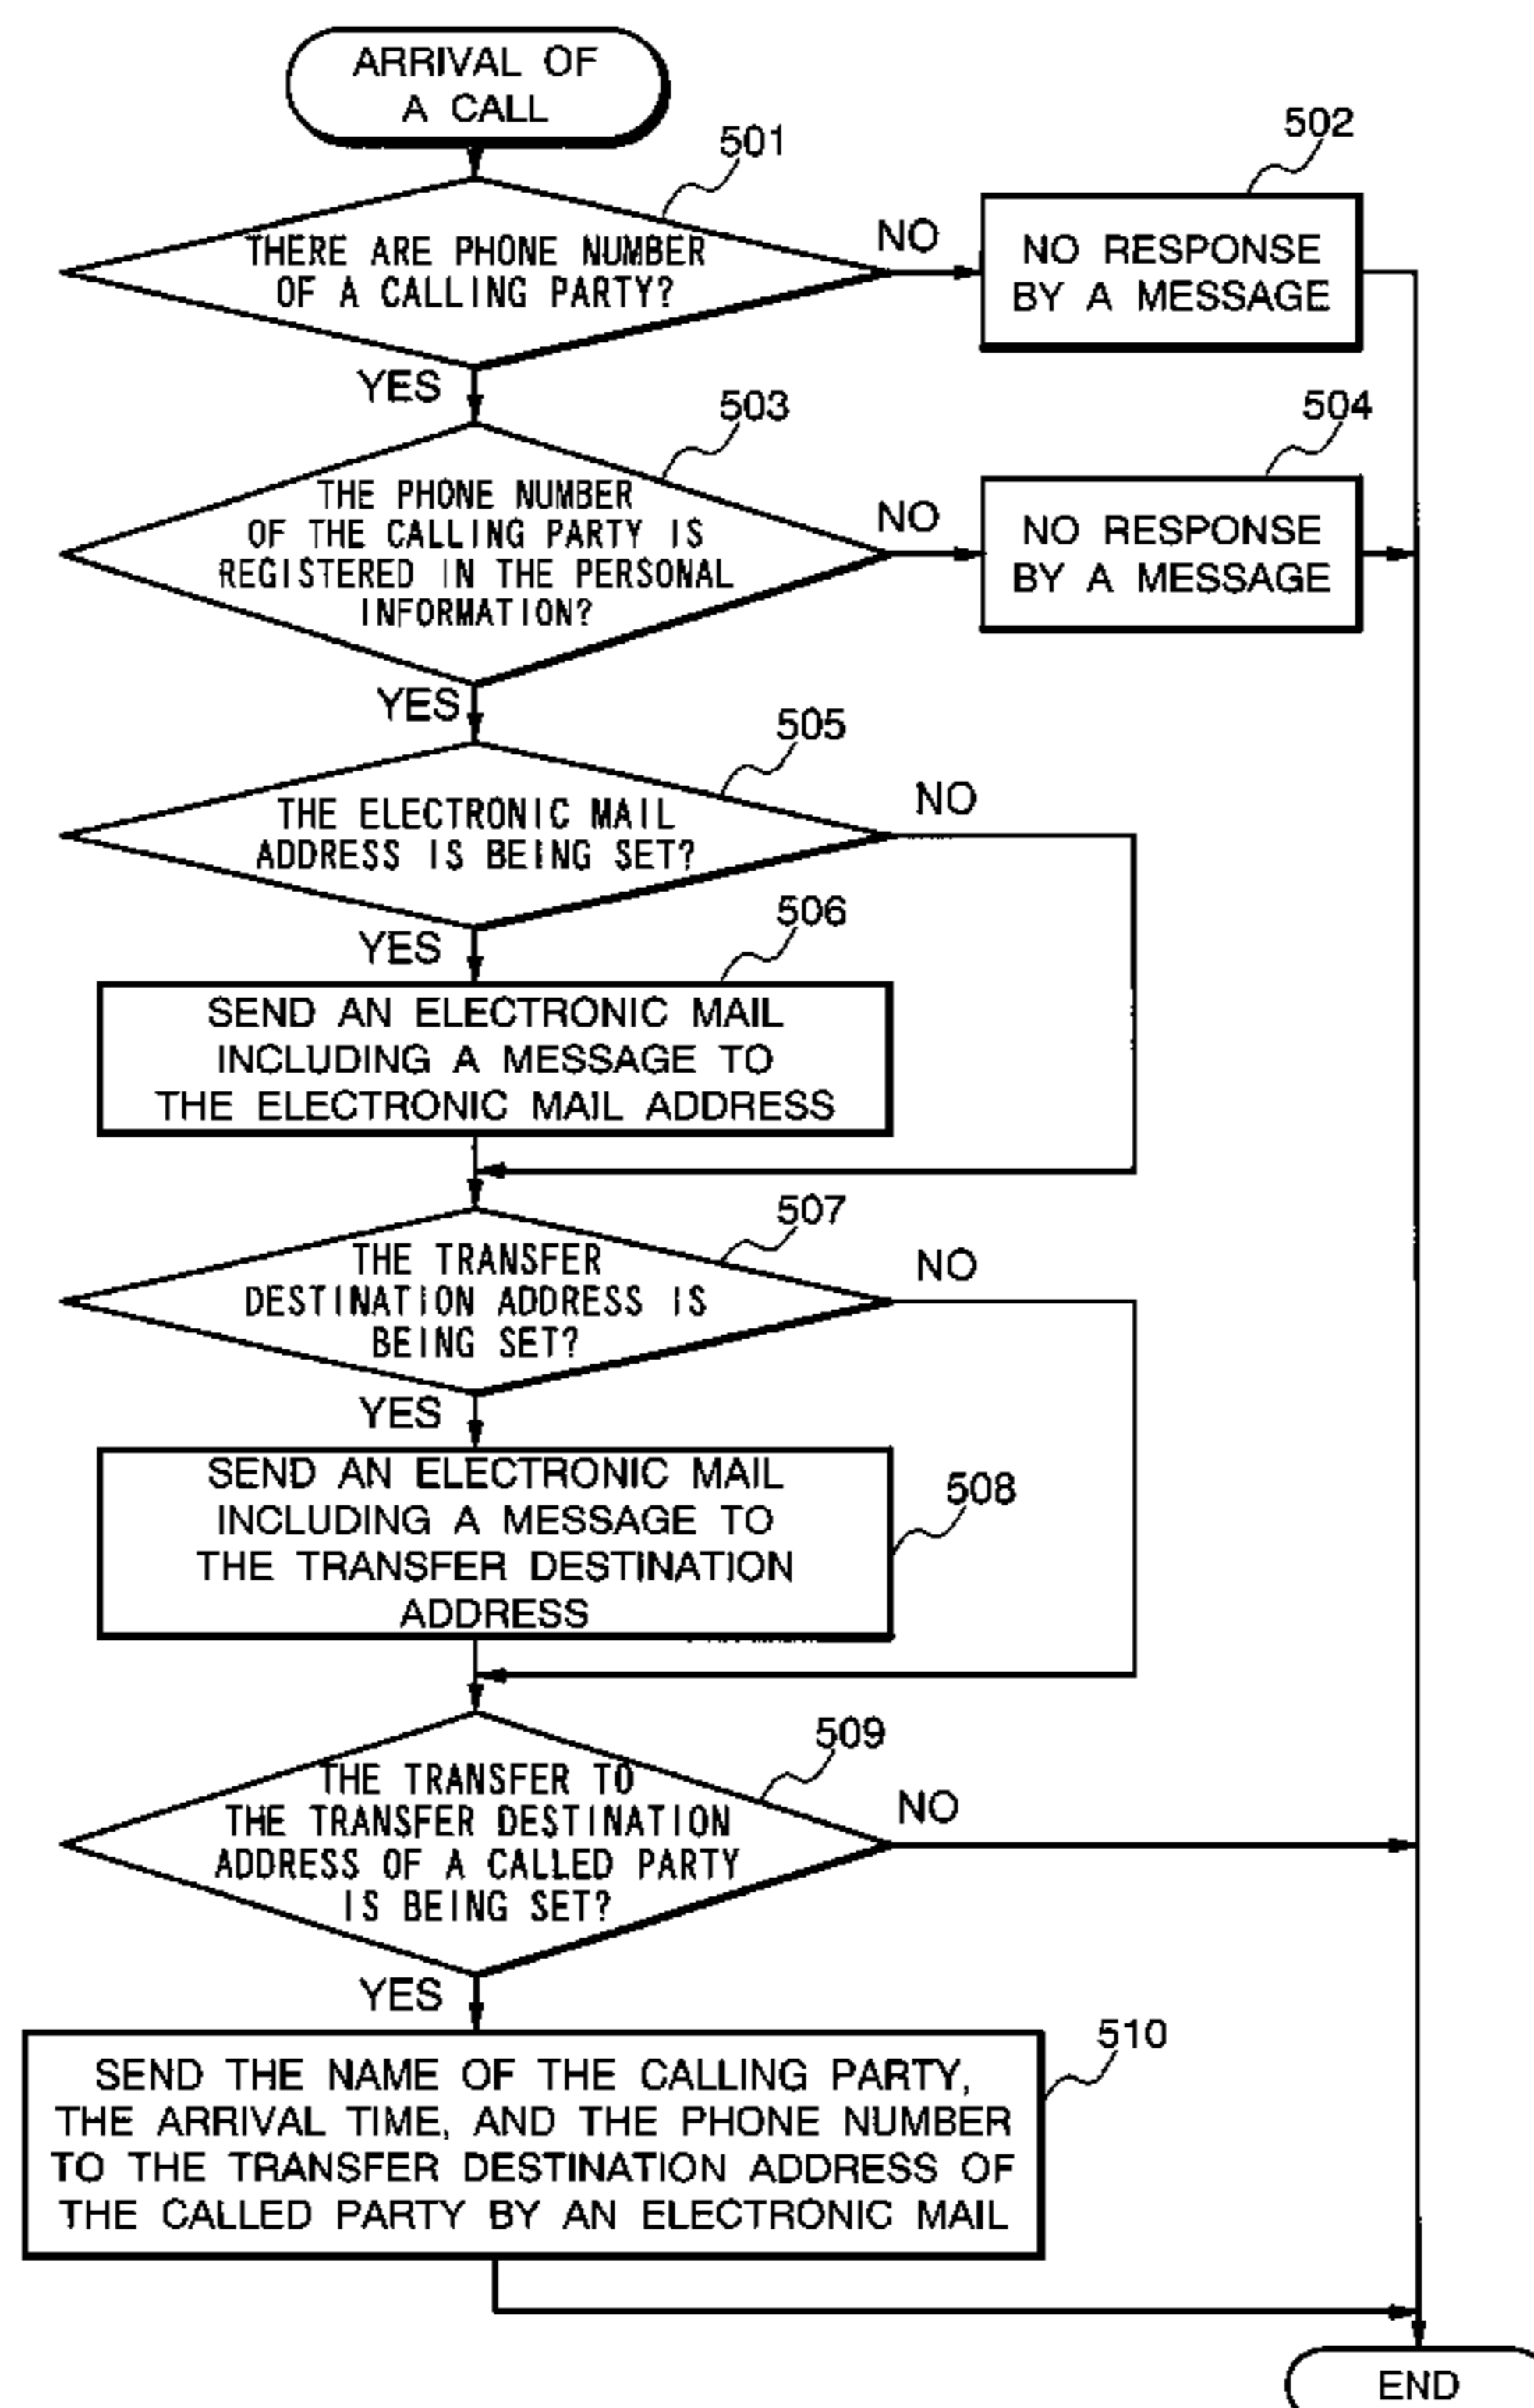 ARRIVAL OF
A CALL
501
502
THERE ARE PHONE NUMBER
OF A CALLING PARTY?
NO
NO RESPONSE
BY A MESSAGE
YES
503
504
THE PHONE NUMBER
OF THE CALLING PARTY IS
REGISTERED IN THE PERSONAL
INFORMATION?
NO
NO RESPONSE
BY A MESSAGE
YES
505
THE ELECTRONIC MAIL
ADDRESS IS BEING SET?
NO
YES
506
SEND AN ELECTRONIC MAIL
INCLUDING A MESSAGE TO
THE ELECTRONIC MAIL ADDRESS
507
THE TRANSFER
DESTINATION ADDRESS IS
BEING SET?
NO
YES
SEND AN ELECTRONIC MAIL
INCLUDING A MESSAGE TO
THE TRANSFER DESTINATION
ADDRESS
508
509
THE TRANSFER TO
THE TRANSFER DESTINATION
ADDRESS OF A CALLED PARTY
IS BEING SET?
NO
YES
510
SEND THE NAME OF THE CALLING PARTY,
THE ARRIVAL TIME, AND THE PHONE NUMBER
TO THE TRANSFER DESTINATION ADDRESS OF
THE CALLED PARTY BY AN ELECTRONIC MAIL
END